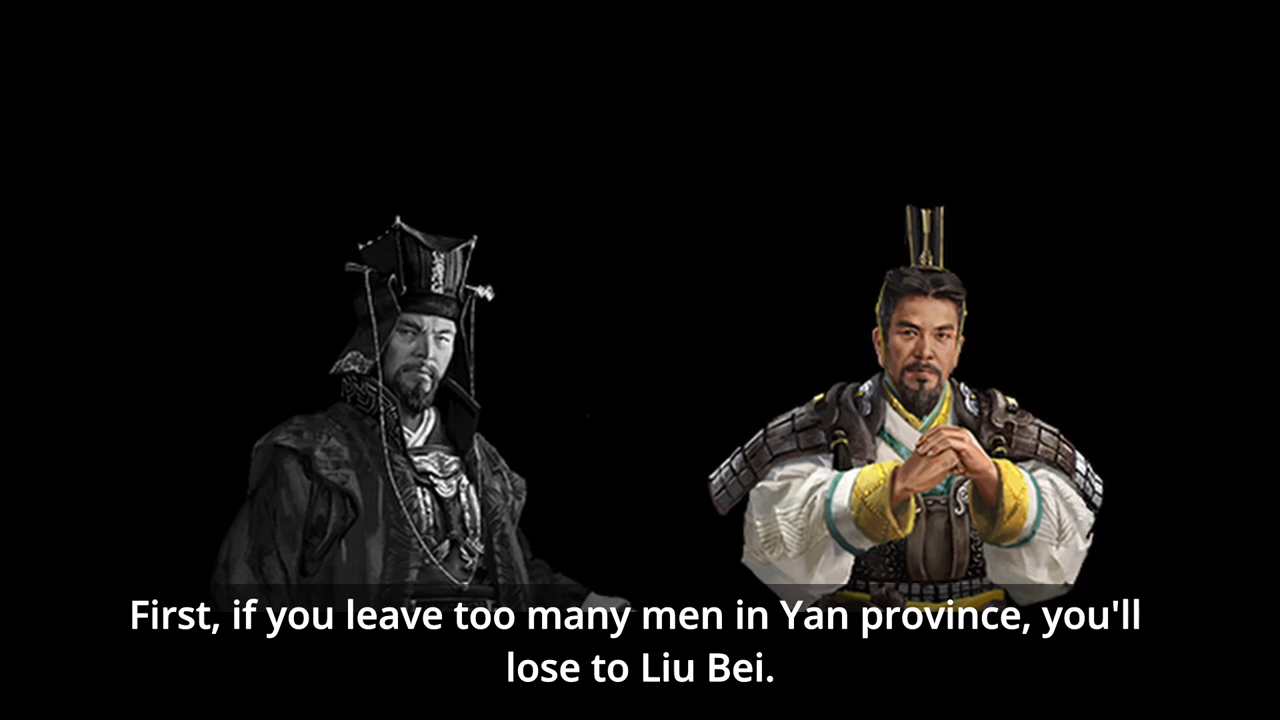 First, if you leave too many men in Yan province, you'll
lose to Liu Bei.